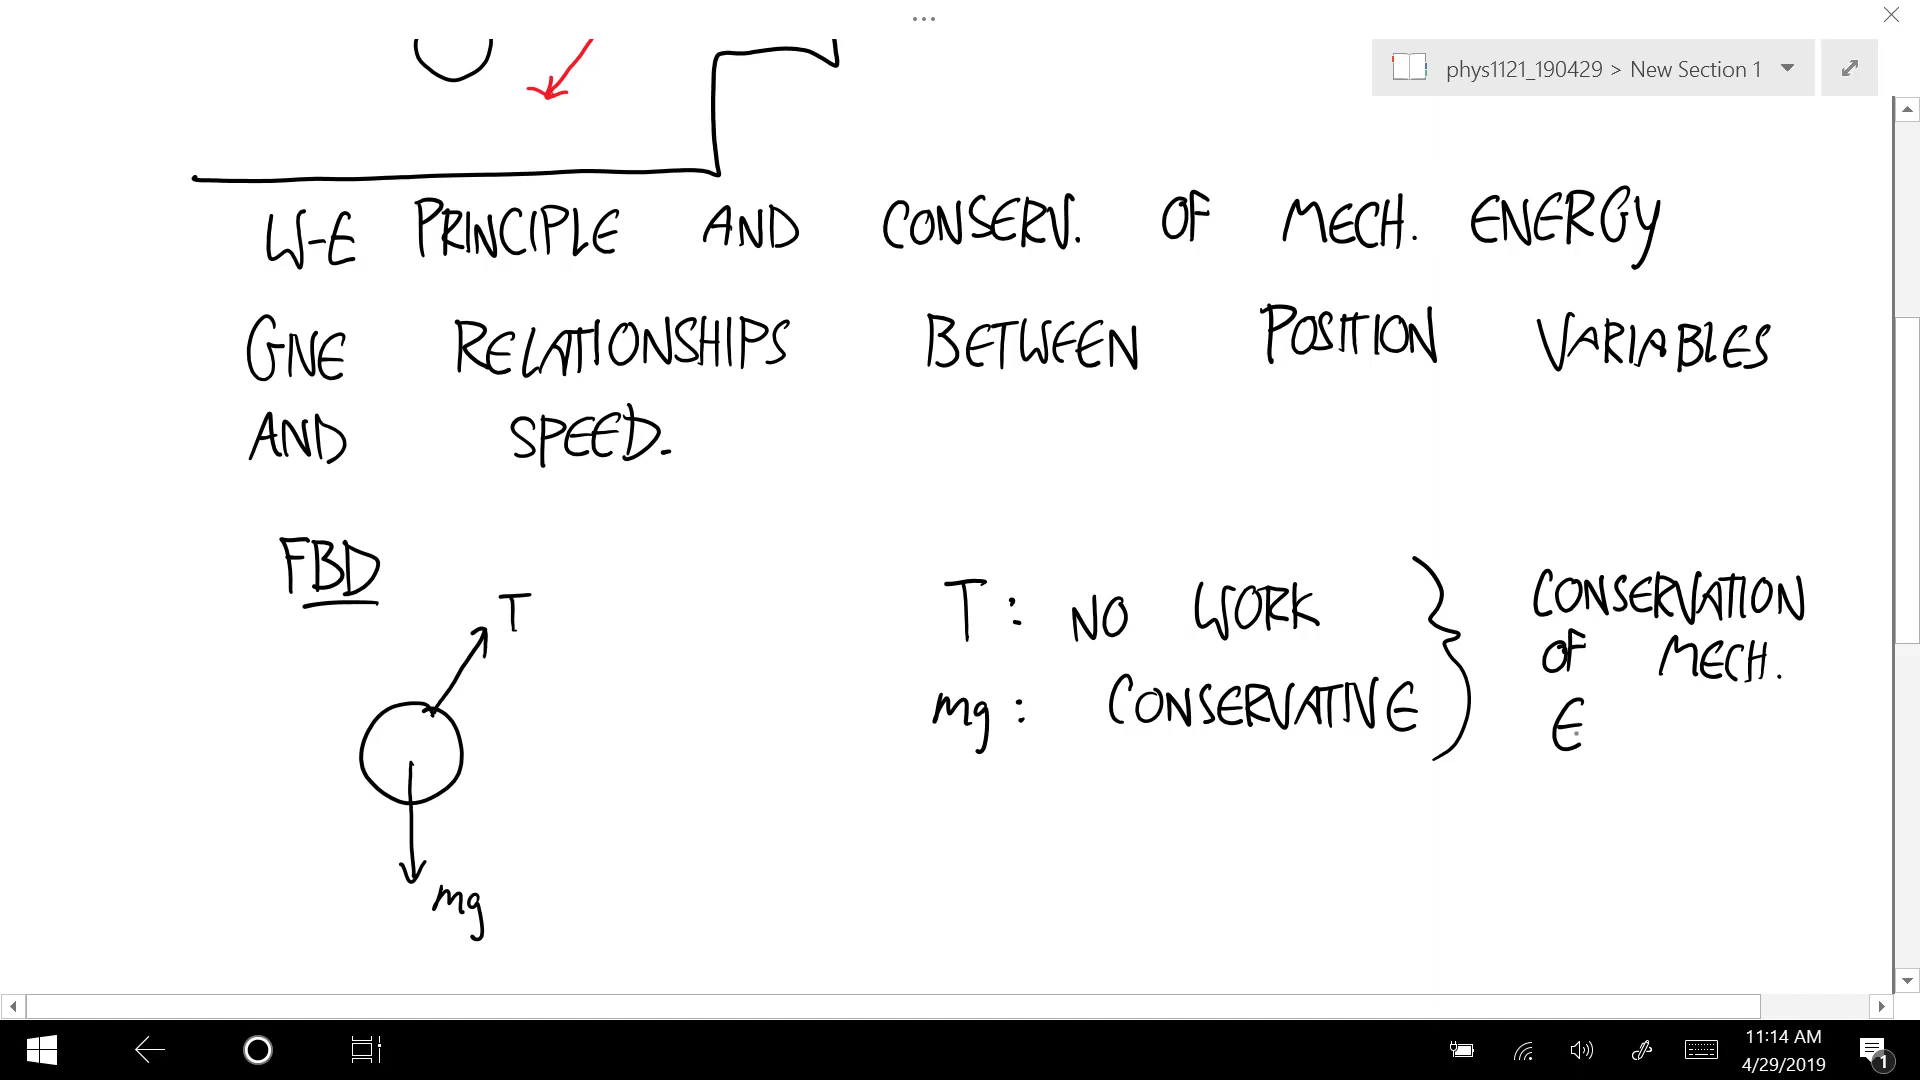 phys1121_190429 > New Section 1
W-E PRINCIPLE AND CONSERV. OF MECH. ENERGY
GIVE RELATIONSHIPS BETWEEN POSITION VARIABLES
AND SPEED.
FBD
T
mg
T: NO WORK
mg: CONSERVATIVE
CONSERVATION
OF MECH.
E
11:14 AM
4/29/2019
1